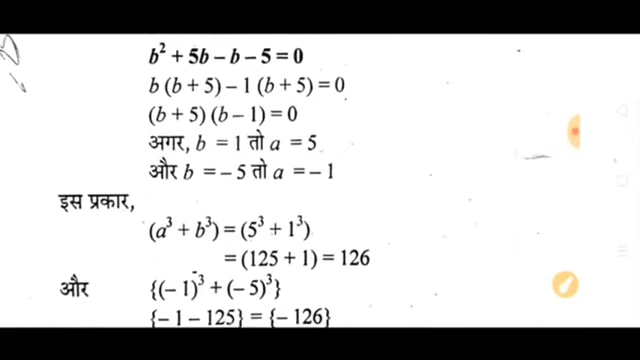 b² + 5b – b – 5 = 0
b (b + 5) – 1 (b + 5) = 0
(b + 5) (b – 1) = 0
अगर, b = 1 तो a = 5
और b = – 5 तो a = – 1
इस प्रकार,
(a³ + b³) = (5³ + 1³)
= (125 + 1) = 126
और {(– 1)³ + (– 5)³}
{– 1 – 125} = {– 126}